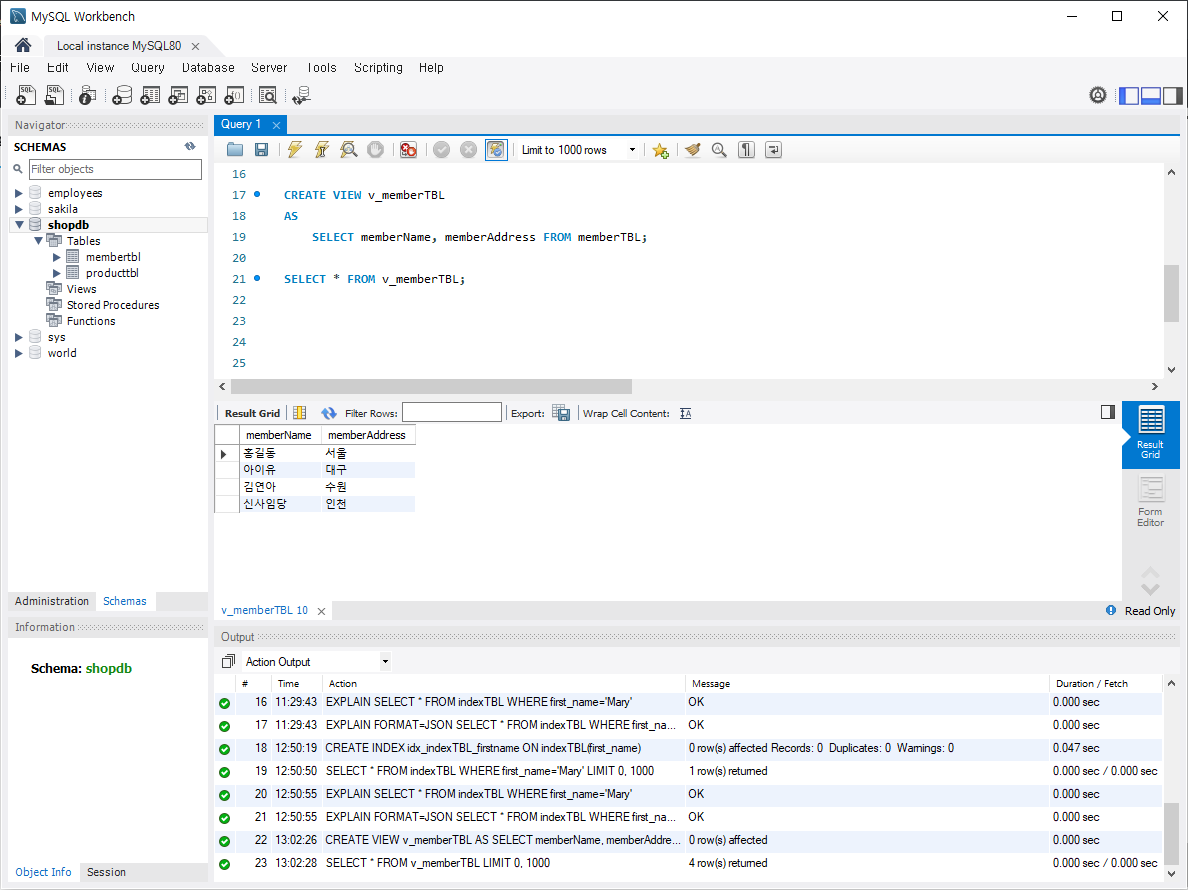 MySQL Workbench
Local instance MySQL80
File Edit View Query Database Server Tools Scripting Help
Navigator
SCHEMAS
Filter objects
employees
sakila
shopdb
Tables
membertbl
producttbl
Views
Stored Procedures
Functions
sys
world
Administration Schemas
Information
Schema: shopdb
Object Info Session
Query 1
Limit to 1000 rows
16
17 CREATE VIEW v_memberTBL
18 AS
19 SELECT memberName, memberAddress FROM memberTBL;
20
21 SELECT * FROM v_memberTBL;
22
23
24
25
Result Grid Filter Rows: Export: Wrap Cell Content:
memberName memberAddress
홍길동 서울
아이유 대구
김연아 수원
신사임당 인천
Result
Grid
Form
Editor
v_memberTBL 10 Read Only
Output
Action Output
# Time Action Message Duration / Fetch
16 11:29:43 EXPLAIN SELECT * FROM indexTBL WHERE first_name='Mary' OK 0.000 sec
17 11:29:43 EXPLAIN FORMAT=JSON SELECT * FROM indexTBL WHERE first_na... OK 0.000 sec
18 12:50:19 CREATE INDEX idx_indexTBL_firstname ON indexTBL(first_name) 0 row(s) affected Records: 0 Duplicates: 0 Warnings: 0 0.047 sec
19 12:50:50 SELECT * FROM indexTBL WHERE first_name='Mary' LIMIT 0, 1000 1 row(s) returned 0.000 sec / 0.000 sec
20 12:50:55 EXPLAIN SELECT * FROM indexTBL WHERE first_name='Mary' OK 0.000 sec
21 12:50:55 EXPLAIN FORMAT=JSON SELECT * FROM indexTBL WHERE first_na... OK 0.000 sec
22 13:02:26 CREATE VIEW v_memberTBL AS SELECT memberName, memberAddre... 0 row(s) affected 0.000 sec
23 13:02:28 SELECT * FROM v_memberTBL LIMIT 0, 1000 4 row(s) returned 0.000 sec / 0.000 sec